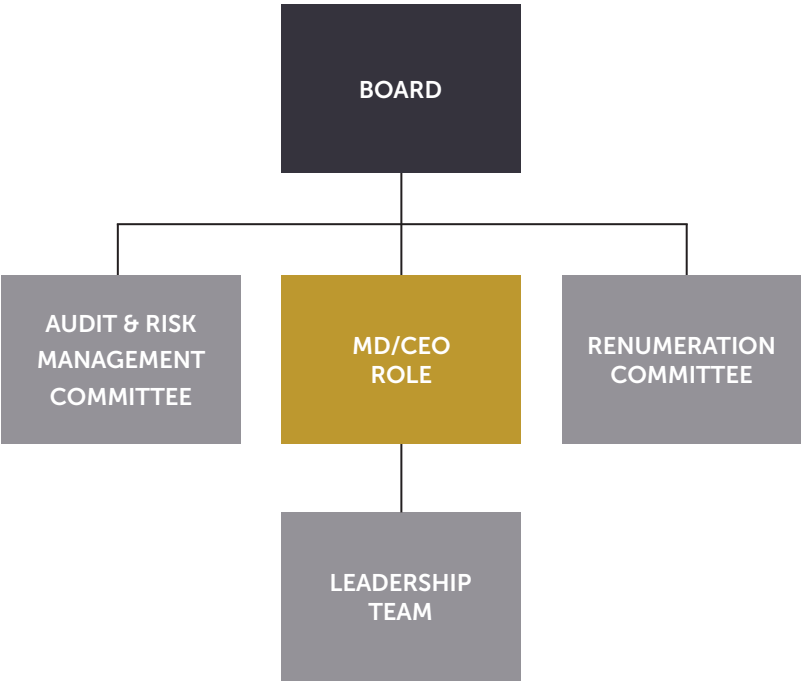 BOARD
AUDIT & RISK
MANAGEMENT
COMMITTEE
MD/CEO
ROLE
RENUMERATION
COMMITTEE
LEADERSHIP
TEAM